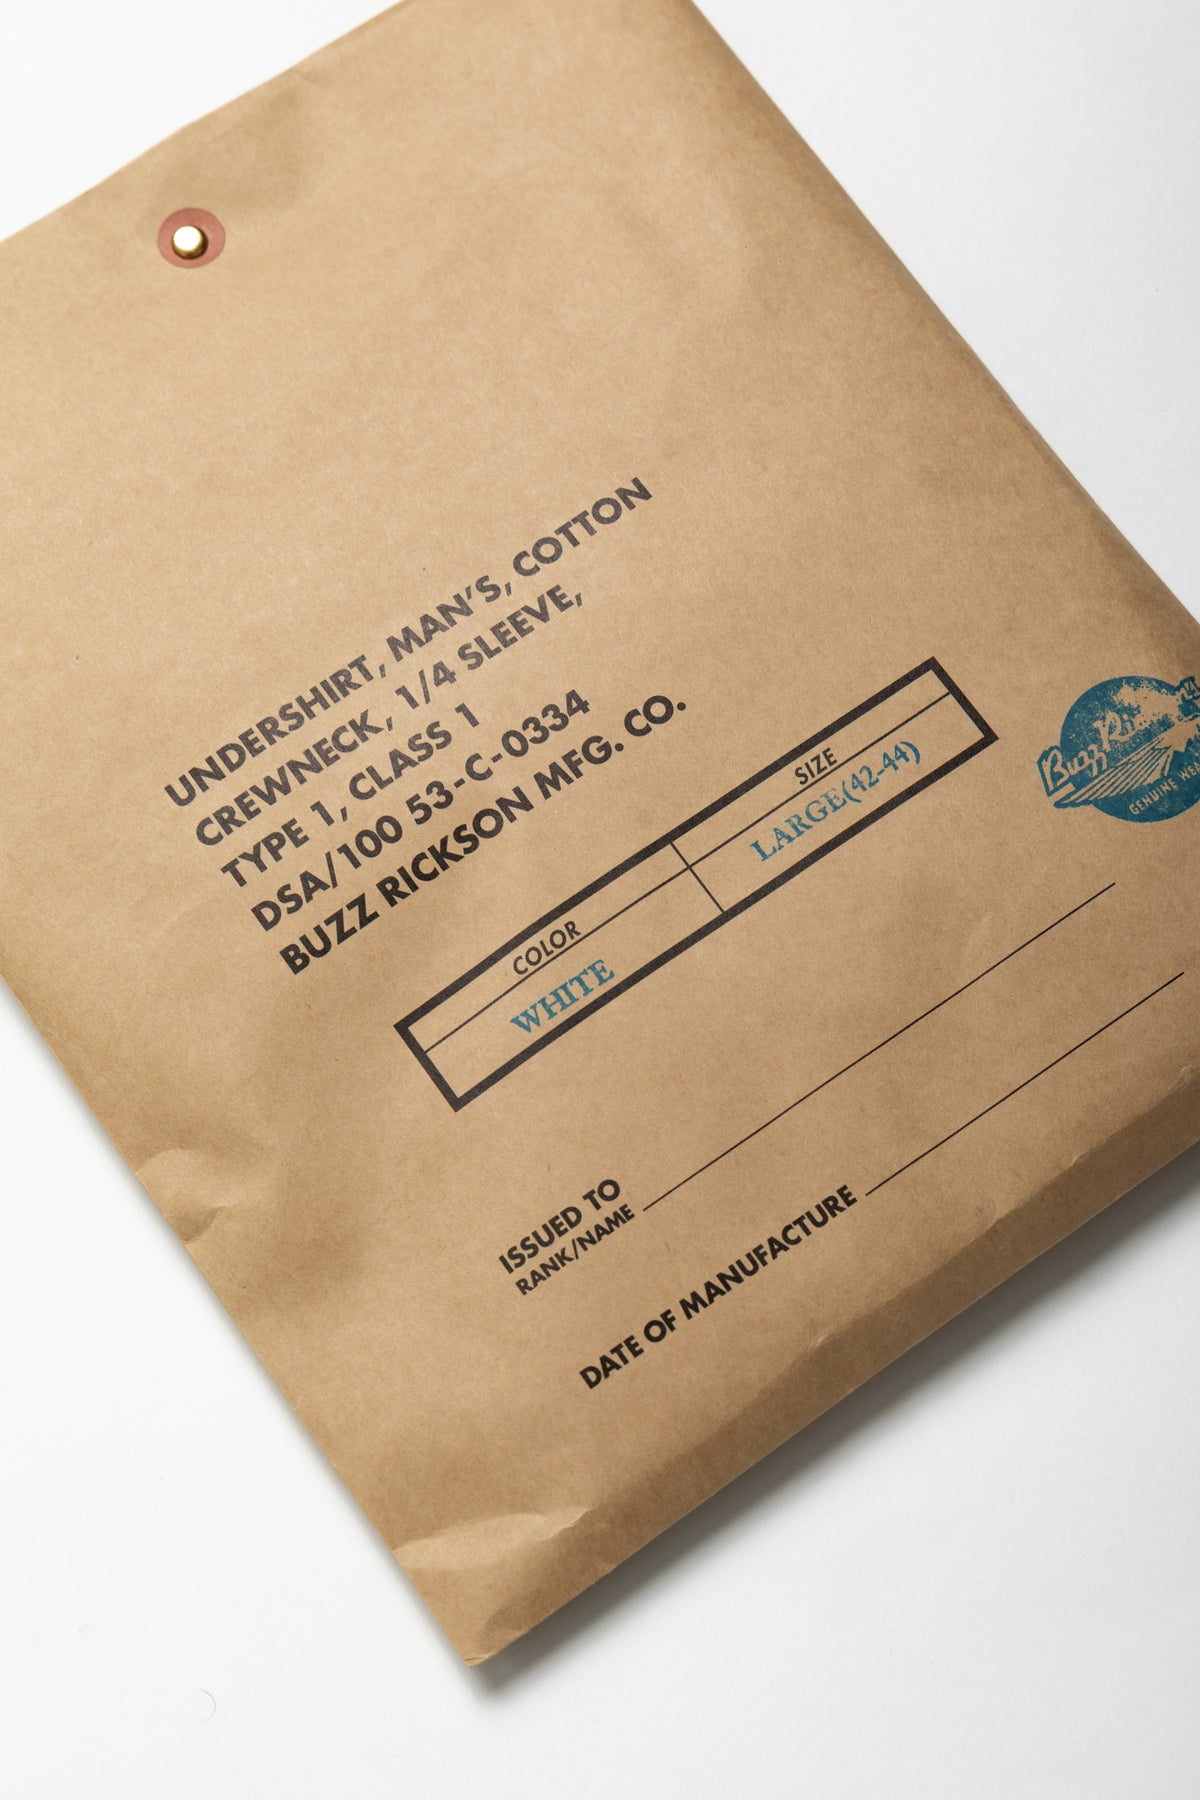 UNDERSHIRT, MAN'S, COTTON
CREWNECK, 1/4 SLEEVE,
TYPE 1, CLASS 1
DSA/100 53-C-0334
BUZZ RICKSON MFG. CO.
COLOR
SIZE
WHITE
LARGE(42-44)
Buzz
GENUINE
ISSUED TO
RANK/NAME
DATE OF MANUFACTURE